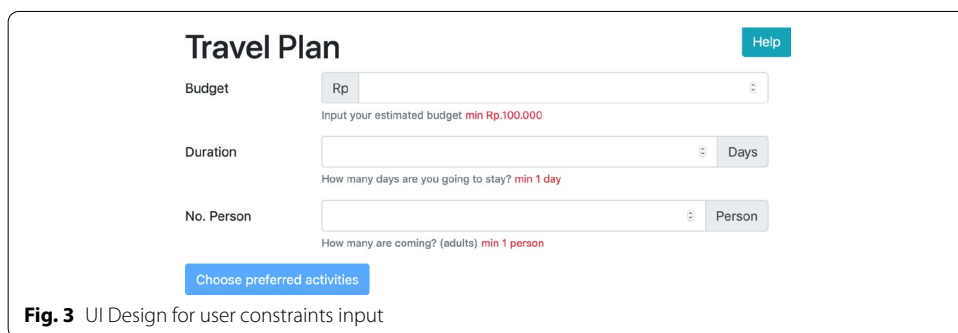 Travel Plan
Help
Budget
Rp
Input your estimated budget min Rp.100.000
Duration
Days
How many days are you going to stay? min 1 day
No. Person
Person
How many are coming? (adults) min 1 person
Choose preferred activities
Fig. 3 UI Design for user constraints input